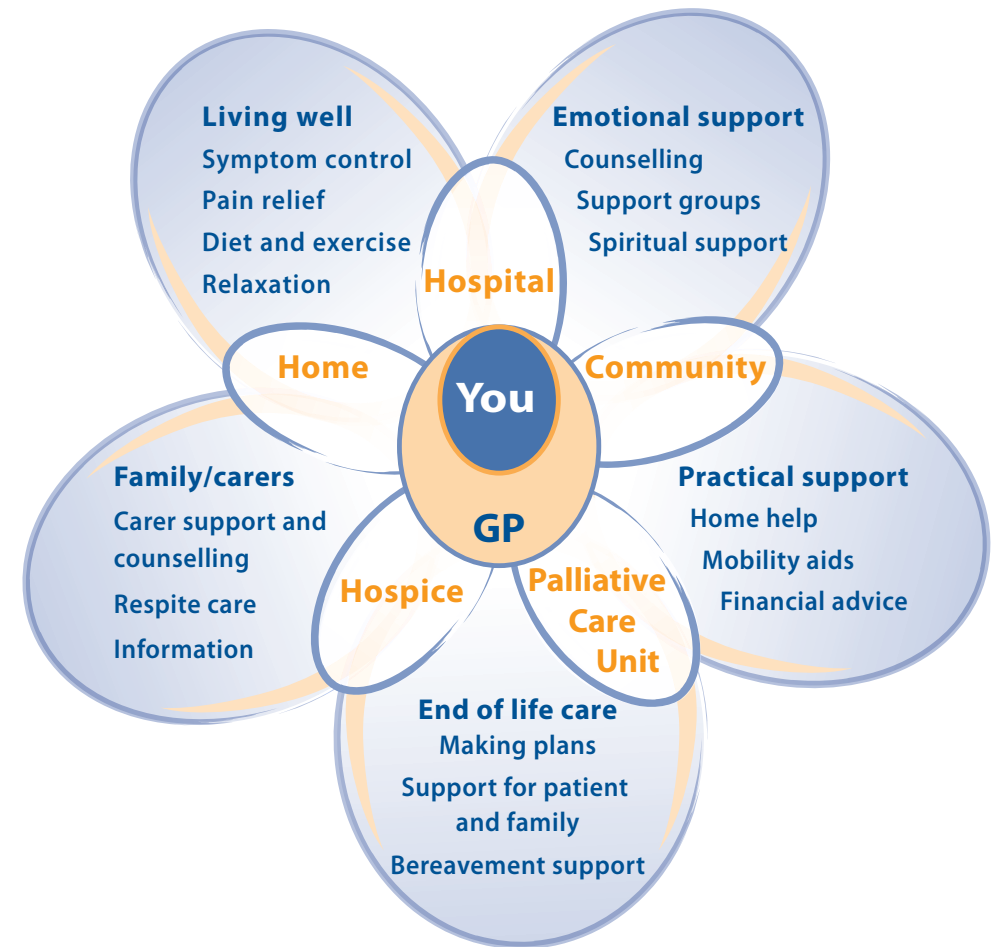 Living well
Symptom control
Pain relief
Diet and exercise
Relaxation
Emotional support
Counselling
Support groups
Spiritual support
Hospital
Home
Community
You
GP
Family/carers
Carer support and
counselling
Respite care
Information
Practical support
Home help
Mobility aids
Financial advice
Hospice
Palliative
Care
Unit
End of life care
Making plans
Support for patient
and family
Bereavement support